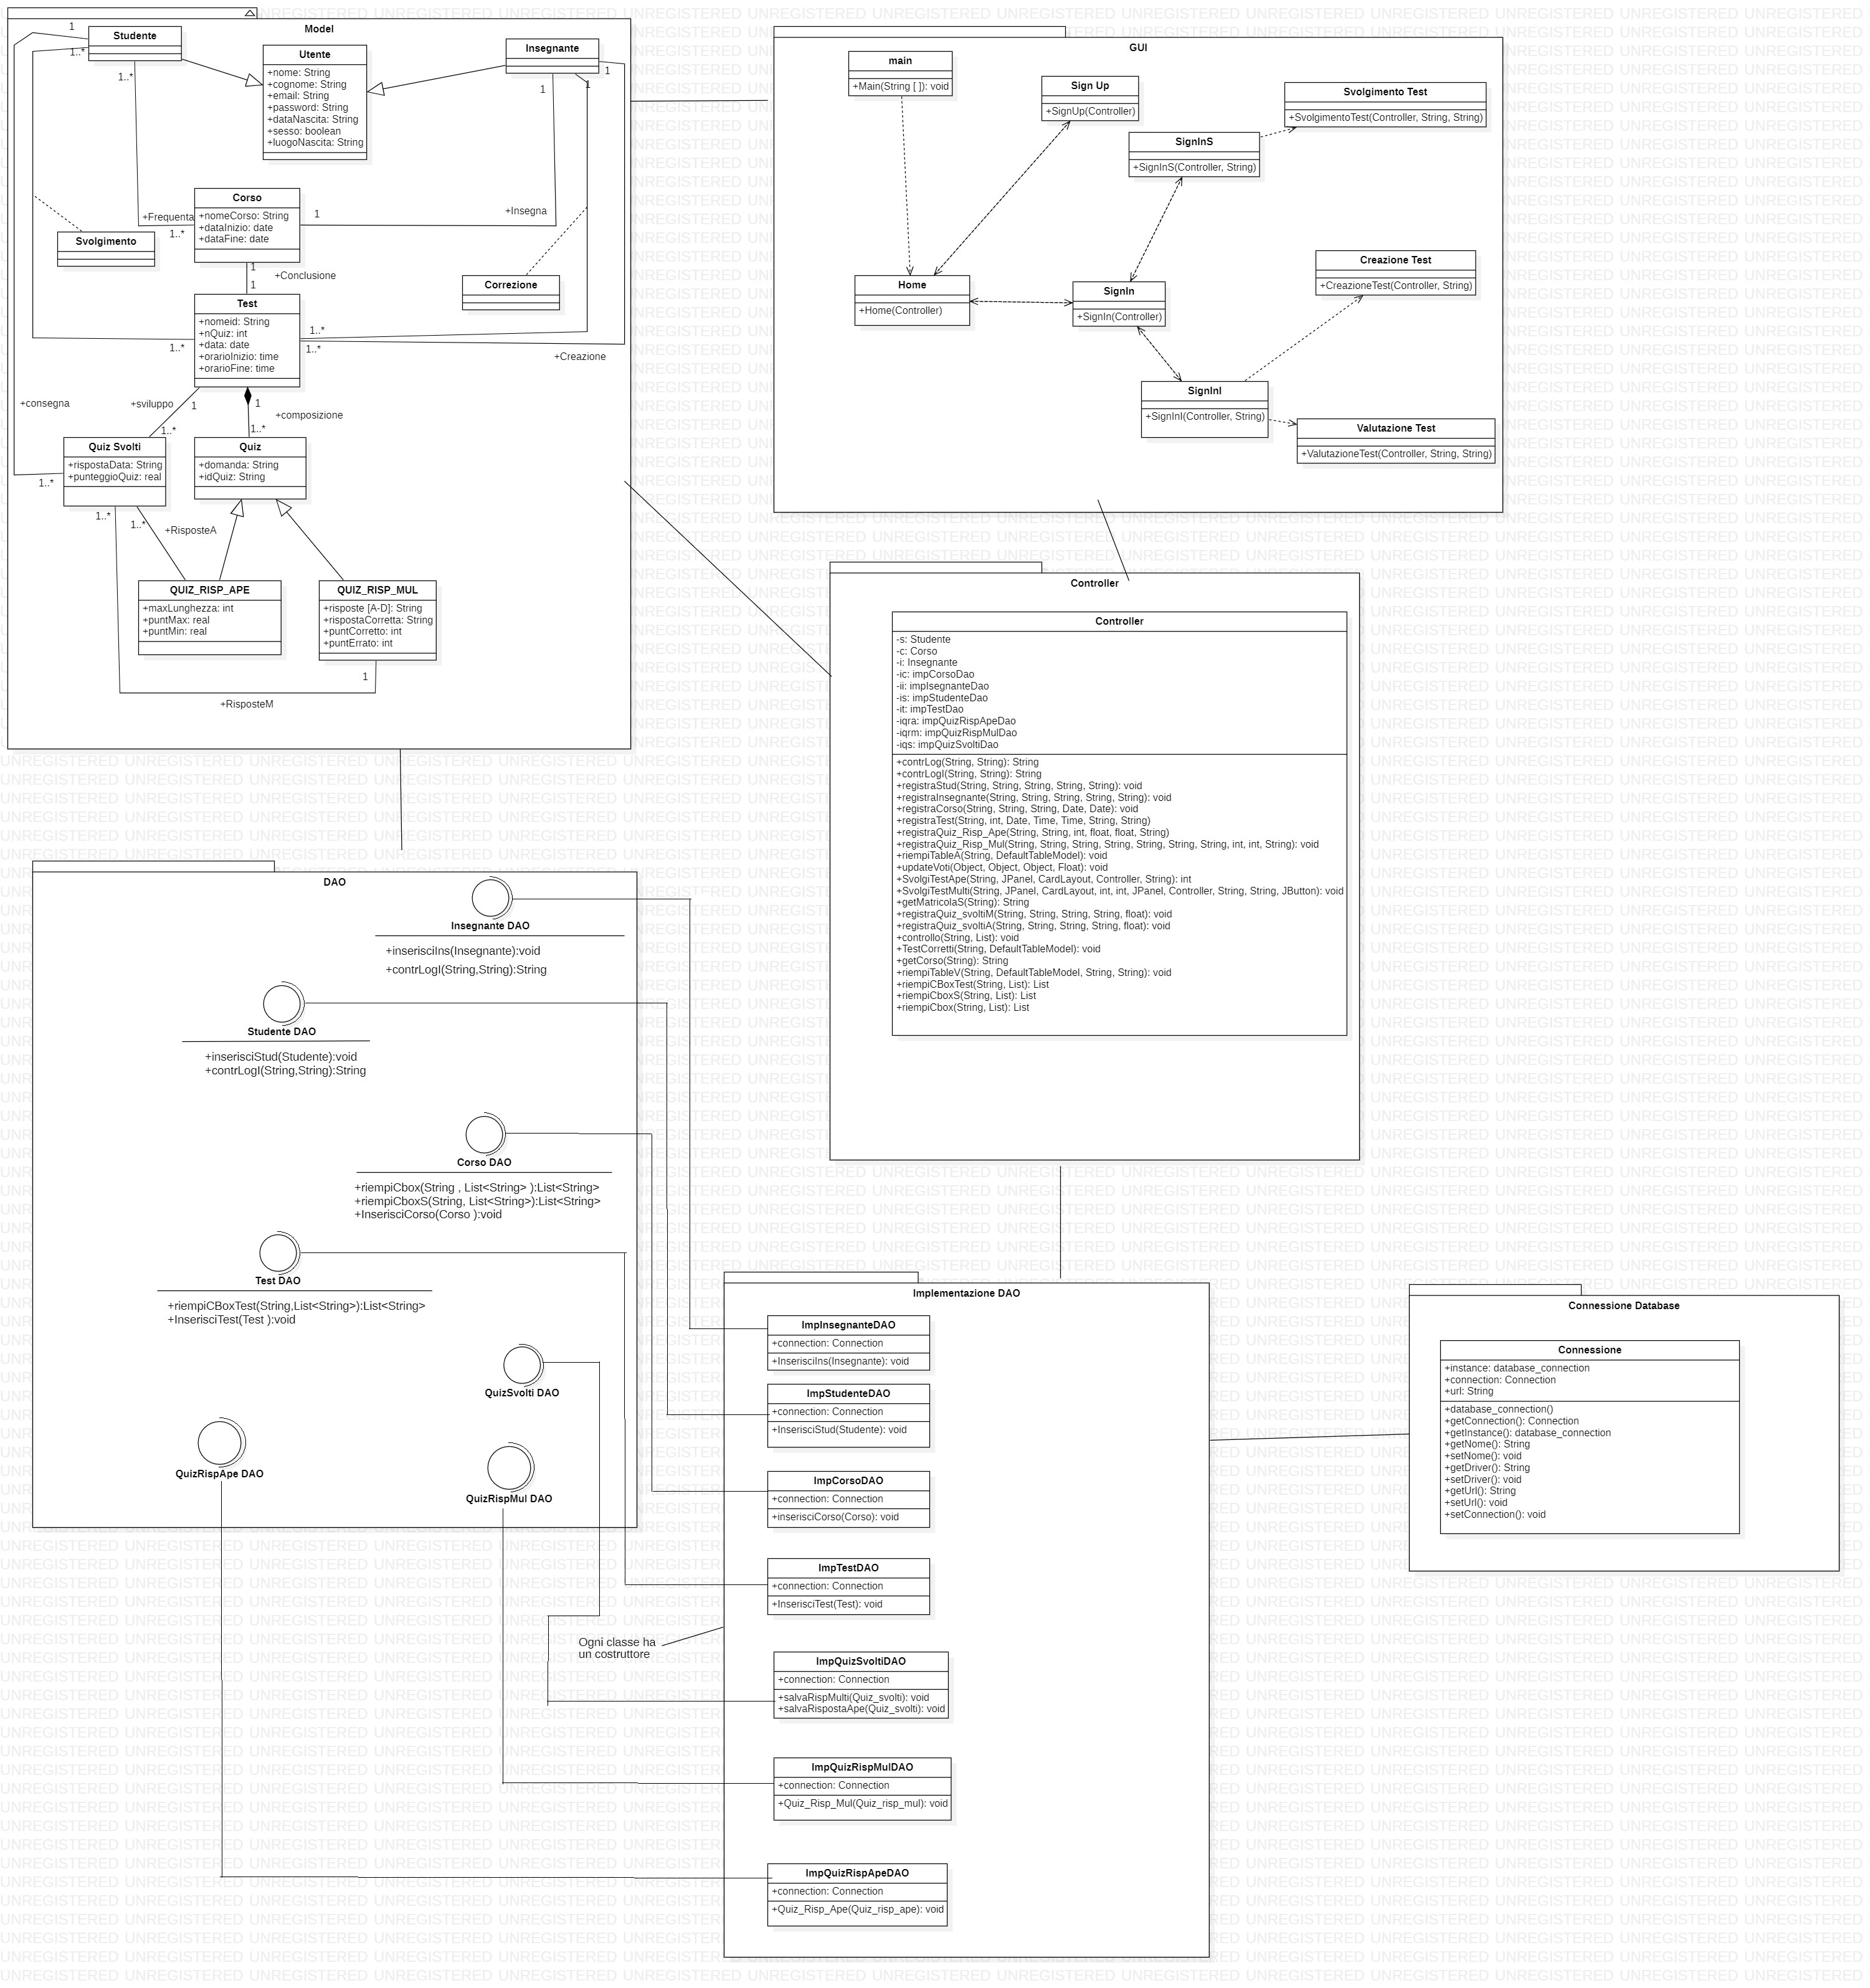 Model
Studente
Utente
+nome: String
+cognome: String
+email: String
+password: String
+dataNascita: String
+sesso: boolean
+luogoNascita: String
Insegnante
1
1..*
1..*
1
1
1
Corso
+nomeCorso: String
+dataInizio: date
+dataFine: date
+Frequenta
1..*
1
+Insegna
Svolgimento
Correzione
1
+Conclusione
1
Test
+nomeid: String
+nQuiz: int
+data: date
+orarioInizio: time
+orarioFine: time
1..*
1..*
1..*
+Creazione
+consegna
+sviluppo
1
1
+composizione
1..*
1..*
Quiz Svolti
+rispostaData: String
+punteggioQuiz: real
Quiz
+domanda: String
+idQuiz: String
1..*
1..*
1..*
+RisposteA
QUIZ_RISP_APE
+maxLunghezza: int
+puntMax: real
+puntMin: real
QUIZ_RISP_MUL
+risposte [A-D]: String
+rispostaCorretta: String
+puntCorretto: int
+puntErrato: int
1
+RisposteM
GUI
main
+Main(String [ ]): void
Sign Up
+SignUp(Controller)
Svolgimento Test
+SvolgimentoTest(Controller, String, String)
SignInS
+SignInS(Controller, String)
Home
+Home(Controller)
SignIn
+SignIn(Controller)
Creazione Test
+CreazioneTest(Controller, String)
SignInI
+SignInI(Controller, String)
Valutazione Test
+ValutazioneTest(Controller, String, String)
Controller
Controller
-s: Studente
-c: Corso
-i: Insegnante
-ic: impCorsoDao
-ii: impIsegnanteDao
-is: impStudenteDao
-it: impTestDao
-iqra: impQuizRispApeDao
-iqrm: impQuizRispMulDao
-iqs: impQuizSvoltiDao
+contrLog(String, String): String
+contrLogI(String, String): String
+registraStud(String, String, String, String, String): void
+registraInsegnante(String, String, String, String, String): void
+registraCorso(String, String, String, Date, Date): void
+registraTest(String, int, Date, Time, Time, String, String)
+registraQuiz_Risp_Ape(String, String, int, float, float, String)
+registraQuiz_Risp_Mul(String, String, String, String, String, String, String, int, int, String): void
+riempiTableA(String, DefaultTableModel): void
+updateVoti(Object, Object, Object, Float): void
+SvolgiTestApe(String, JPanel, CardLayout, Controller, String): int
+SvolgiTestMulti(String, JPanel, CardLayout, int, int, JPanel, Controller, String, String, JButton): void
+getMatricolaS(String): String
+registraQuiz_svoltiM(String, String, String, String, float): void
+registraQuiz_svoltiA(String, String, String, String, float): void
+controllo(String, List): void
+TestCorretti(String, DefaultTableModel): void
+getCorso(String): String
+riempiTableV(String, DefaultTableModel, String, String): void
+riempiCBoxTest(String, List): List
+riempiCboxS(String, List): List
+riempiCbox(String, List): List
DAO
Insegnante DAO
+inserisciIns(Insegnante):void
+contrLogI(String,String):String
Studente DAO
+inserisciStud(Studente):void
+contrLogI(String,String):String
Corso DAO
+riempiCbox(String , List<String> ):List<String>
+riempiCboxS(String, List<String>):List<String>
+InserisciCorso(Corso ):void
Test DAO
+riempiCBoxTest(String,List<String>):List<String>
+InserisciTest(Test ):void
QuizSvolti DAO
QuizRispApe DAO
QuizRispMul DAO
Implementazione DAO
ImpInsegnanteDAO
+connection: Connection
+InserisciIns(Insegnante): void
ImpStudenteDAO
+connection: Connection
+InserisciStud(Studente): void
ImpCorsoDAO
+connection: Connection
+inserisciCorso(Corso): void
ImpTestDAO
+connection: Connection
+InserisciTest(Test): void
Ogni classe ha
un costruttore
ImpQuizSvoltiDAO
+connection: Connection
+salvaRispMulti(Quiz_svolti): void
+salvaRispostaApe(Quiz_svolti): void
ImpQuizRispMulDAO
+connection: Connection
+Quiz_Risp_Mul(Quiz_risp_mul): void
ImpQuizRispApeDAO
+connection: Connection
+Quiz_Risp_Ape(Quiz_risp_ape): void
Connessione Database
Connessione
+instance: database_connection
+connection: Connection
+url: String
+database_connection()
+getConnection(): Connection
+getInstance(): database_connection
+getNome(): String
+setNome(): void
+getDriver(): String
+setDriver(): void
+getUrl(): String
+setUrl(): void
+setConnection(): void
UNREGISTERED